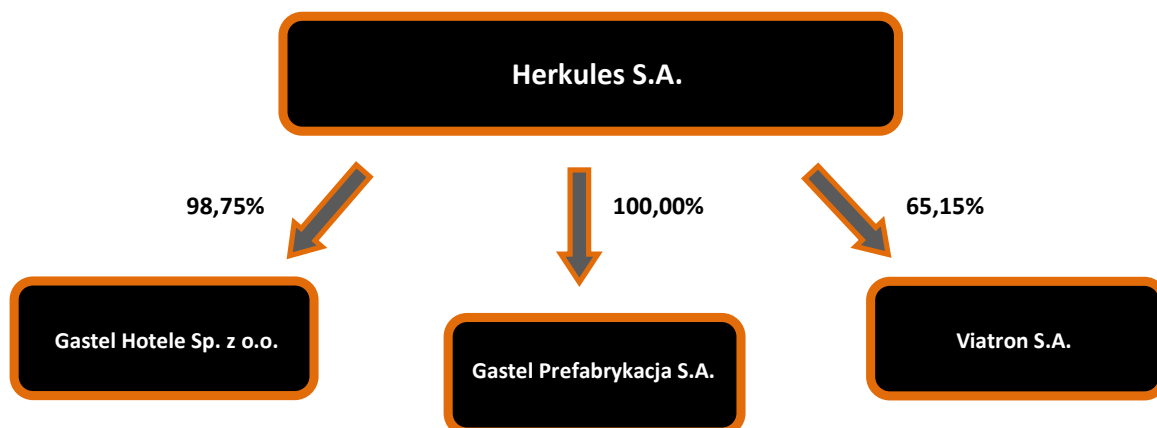 Herkules S.A.
98,75%
100,00%
65,15%
Gastel Hotele Sp. z o.o.
Gastel Prefabrykacja S.A.
Viatron S.A.